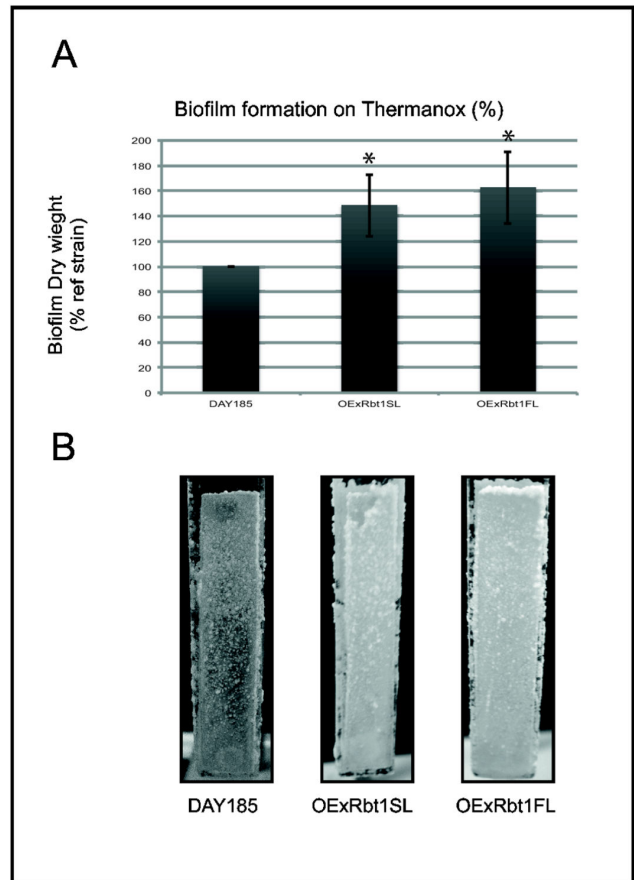 A
Biofilm formation on Thermanox (%)
Biofilm Dry wieght
(% ref strain)
200
180
160
140
120
100
80
60
40
20
0
*
*
DAY185
OExRbt1SL
OExRbt1FL
B
DAY185
OExRbt1SL
OExRbt1FL